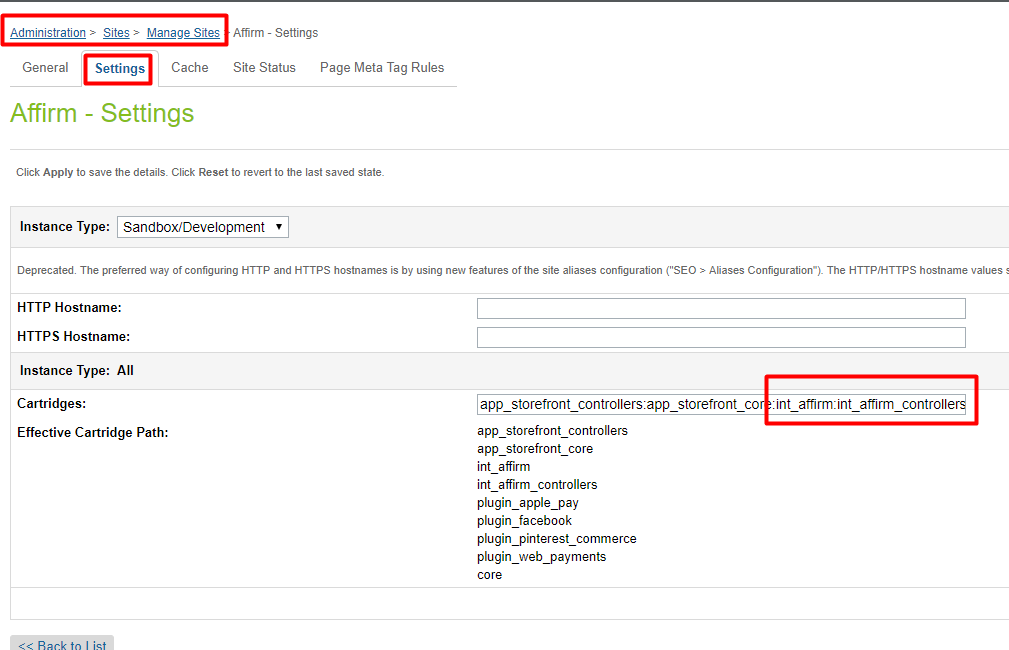 Administration > Sites > Manage Sites > Affirm - Settings
General Settings Cache Site Status Page Meta Tag Rules
Affirm - Settings
Click Apply to save the details. Click Reset to revert to the last saved state.
Instance Type: Sandbox/Development
Deprecated. The preferred way of configuring HTTP and HTTPS hostnames is by using new features of the site aliases configuration ("SEO > Aliases Configuration"). The HTTP/HTTPS hostname values s
HTTP Hostname:
HTTPS Hostname:
Instance Type: All
Cartridges: app_storefront_controllers:app_storefront_core:int_affirm:int_affirm_controllers
Effective Cartridge Path: app_storefront_controllers
app_storefront_core
int_affirm
int_affirm_controllers
plugin_apple_pay
plugin_facebook
plugin_pinterest_commerce
plugin_web_payments
core
<< Back to List